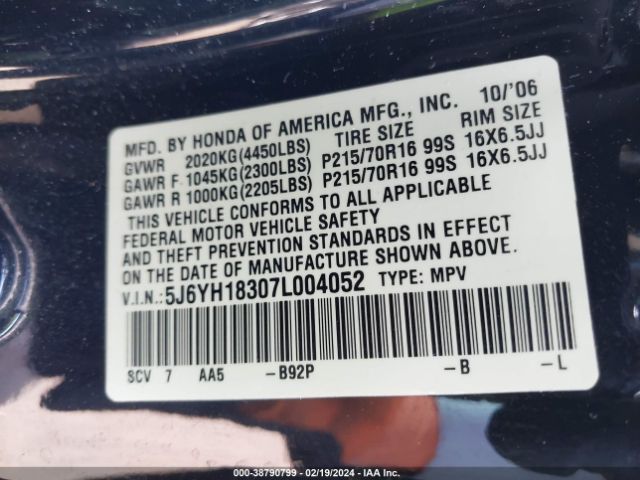 MFD. BY HONDA OF AMERICA MFG., INC. 10/'06
GVWR 2020KG(4450LBS) TIRE SIZE RIM SIZE
GAWR F 1045KG(2300LBS) P215/70R16 99S 16X6.5JJ
GAWR R 1000KG(2205LBS) P215/70R16 99S 16X6.5JJ
THIS VEHICLE CONFORMS TO ALL APPLICABLE
FEDERAL MOTOR VEHICLE SAFETY
AND THEFT PREVENTION STANDARDS IN EFFECT
ON THE DATE OF MANUFACTURE SHOWN ABOVE.
V.I.N.: 5J6YH18307L004052 TYPE: MPV
SCV 7 AA5 -B92P -B -L
000-38790799 - 02/19/2024 - IAA Inc.